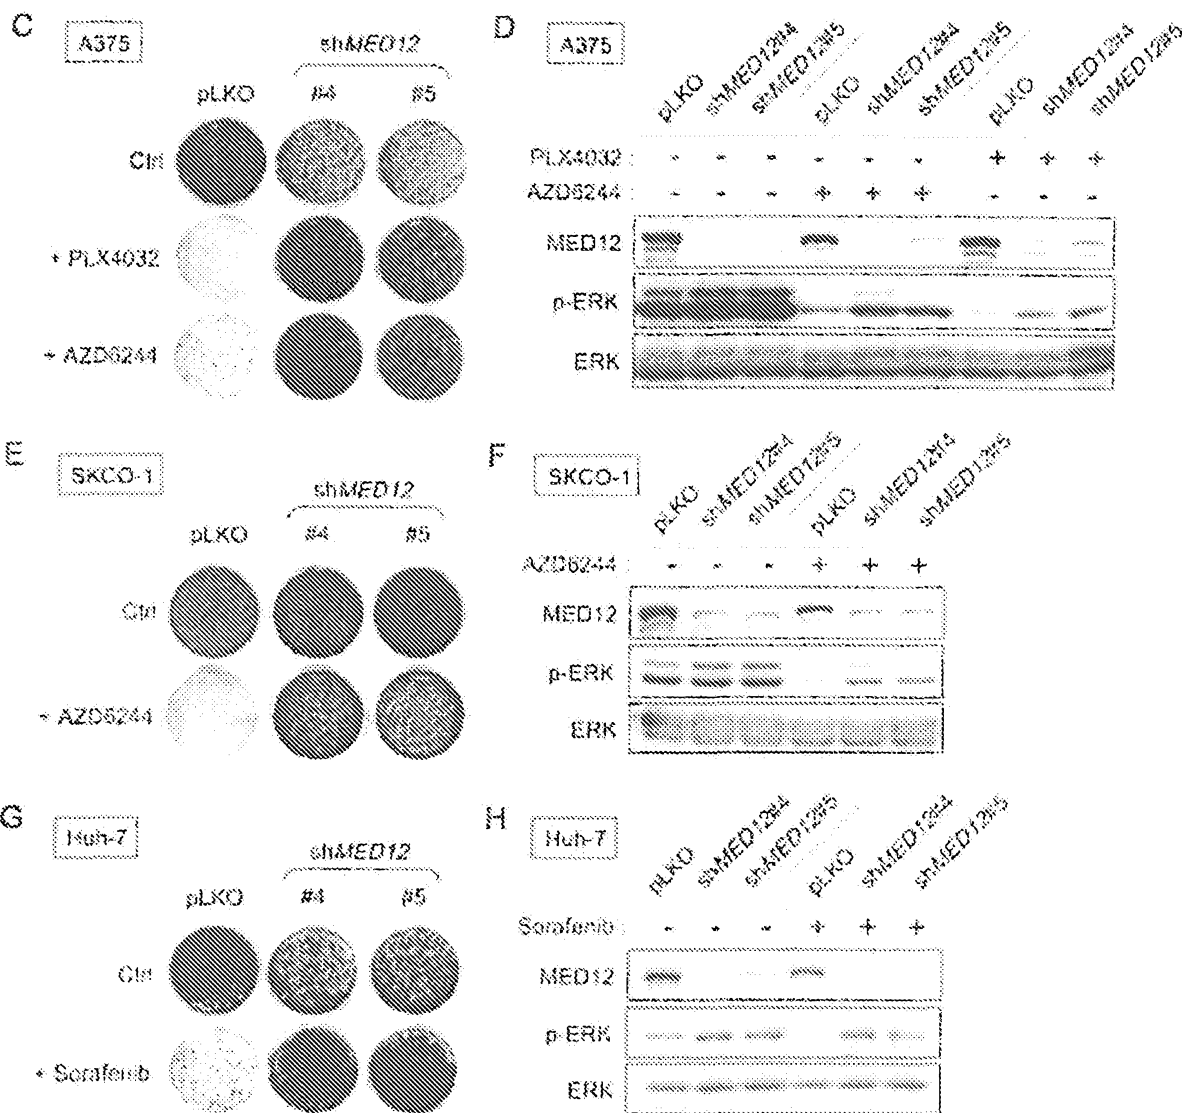 C
A375
shMED12
pLKO
#4
#5
Ctrl
+ PLX4032
+ AZD6244
D
A375
pLKO
shMED12#4
shMED12#5
pLKO
shMED12#4
shMED12#5
pLKO
shMED12#4
shMED12#5
PLX4032 : - - - - - - + + +
AZD6244 : - - - + + + - - -
MED12
p-ERK
ERK
E
SKCO-1
shMED12
pLKO
#4
#5
Ctrl
+ AZD6244
F
SKCO-1
pLKO
shMED12#4
shMED12#5
pLKO
shMED12#4
shMED12#5
AZD6244 : - - - + + +
MED12
p-ERK
ERK
G
Huh-7
shMED12
pLKO
#4
#5
Ctrl
+ Sorafenib
H
Huh-7
pLKO
shMED12#4
shMED12#5
pLKO
shMED12#4
shMED12#5
Sorafenib : - - - + + +
MED12
p-ERK
ERK